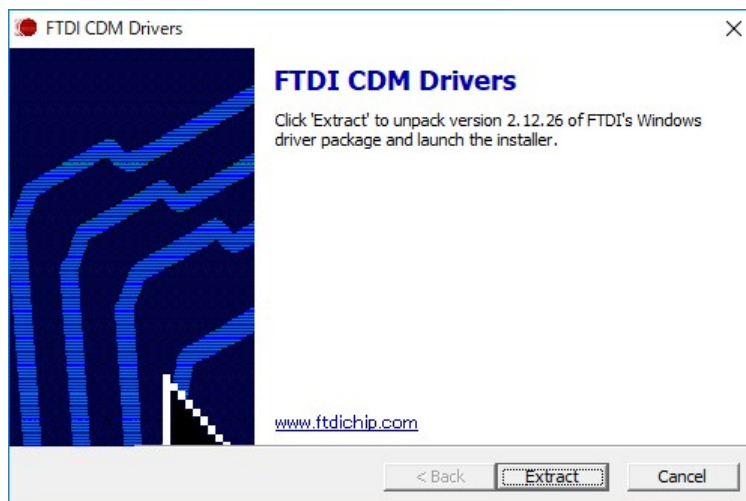 FTDI CDM Drivers
FTDI CDM Drivers
Click 'Extract' to unpack version 2.12.26 of FTDI's Windows
driver package and launch the installer.
www.ftdichip.com
< Back
Extract
Cancel